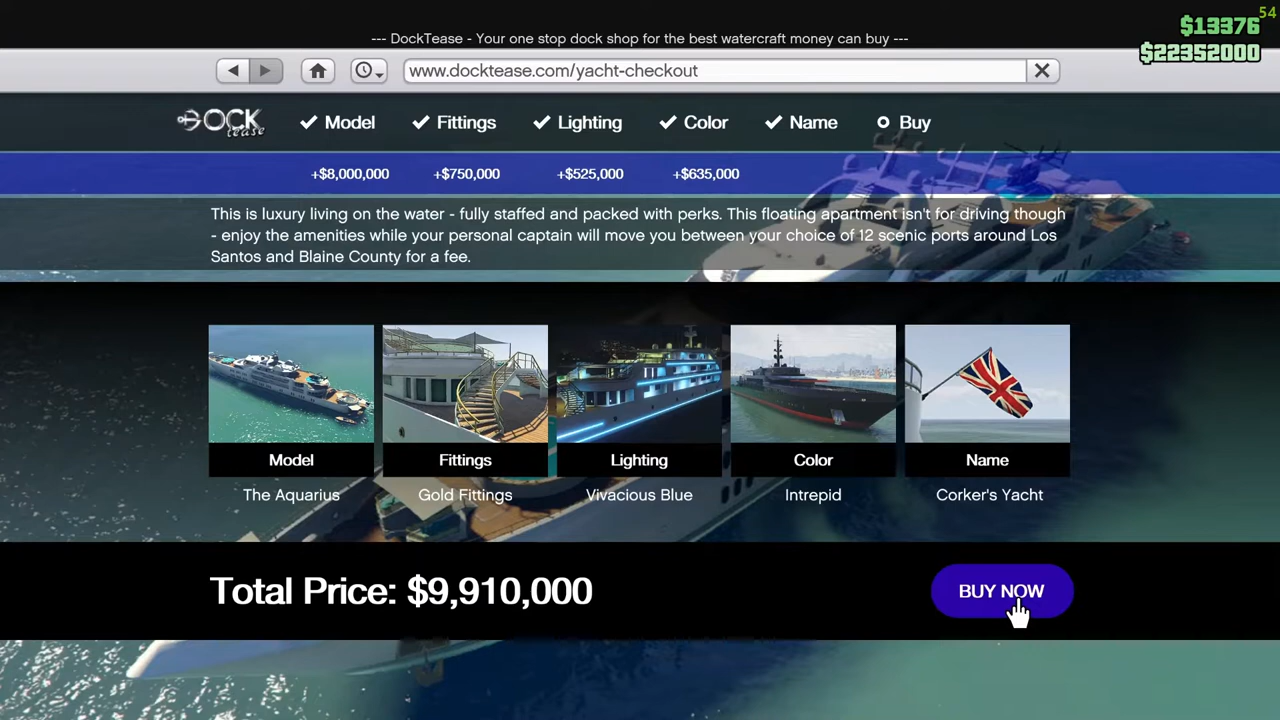 54
$13376
--- DockTease - Your one stop dock shop for the best watercraft money can buy ---
$22352000
www.docktease.com/yacht-checkout
DOCK tease
Model Fittings Lighting Color Name Buy
+$8,000,000 +$750,000 +$525,000 +$635,000
This is luxury living on the water - fully staffed and packed with perks. This floating apartment isn't for driving though
- enjoy the amenities while your personal captain will move you between your choice of 12 scenic ports around Los
Santos and Blaine County for a fee.
Model Fittings Lighting Color Name
The Aquarius Gold Fittings Vivacious Blue Intrepid Corker's Yacht
Total Price: $9,910,000 BUY NOW